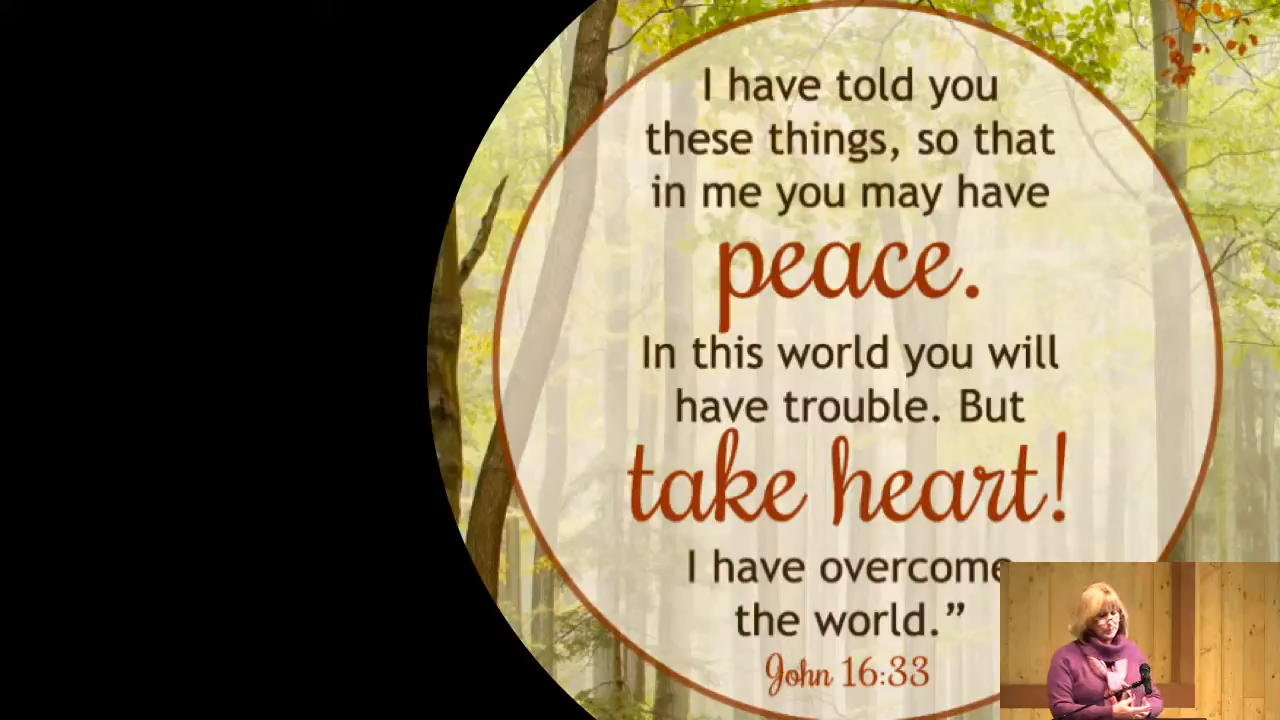 I have told you
these things, so that
in me you may have
peace.
In this world you will
have trouble. But
take heart!
I have overcome
the world.”
John 16:33